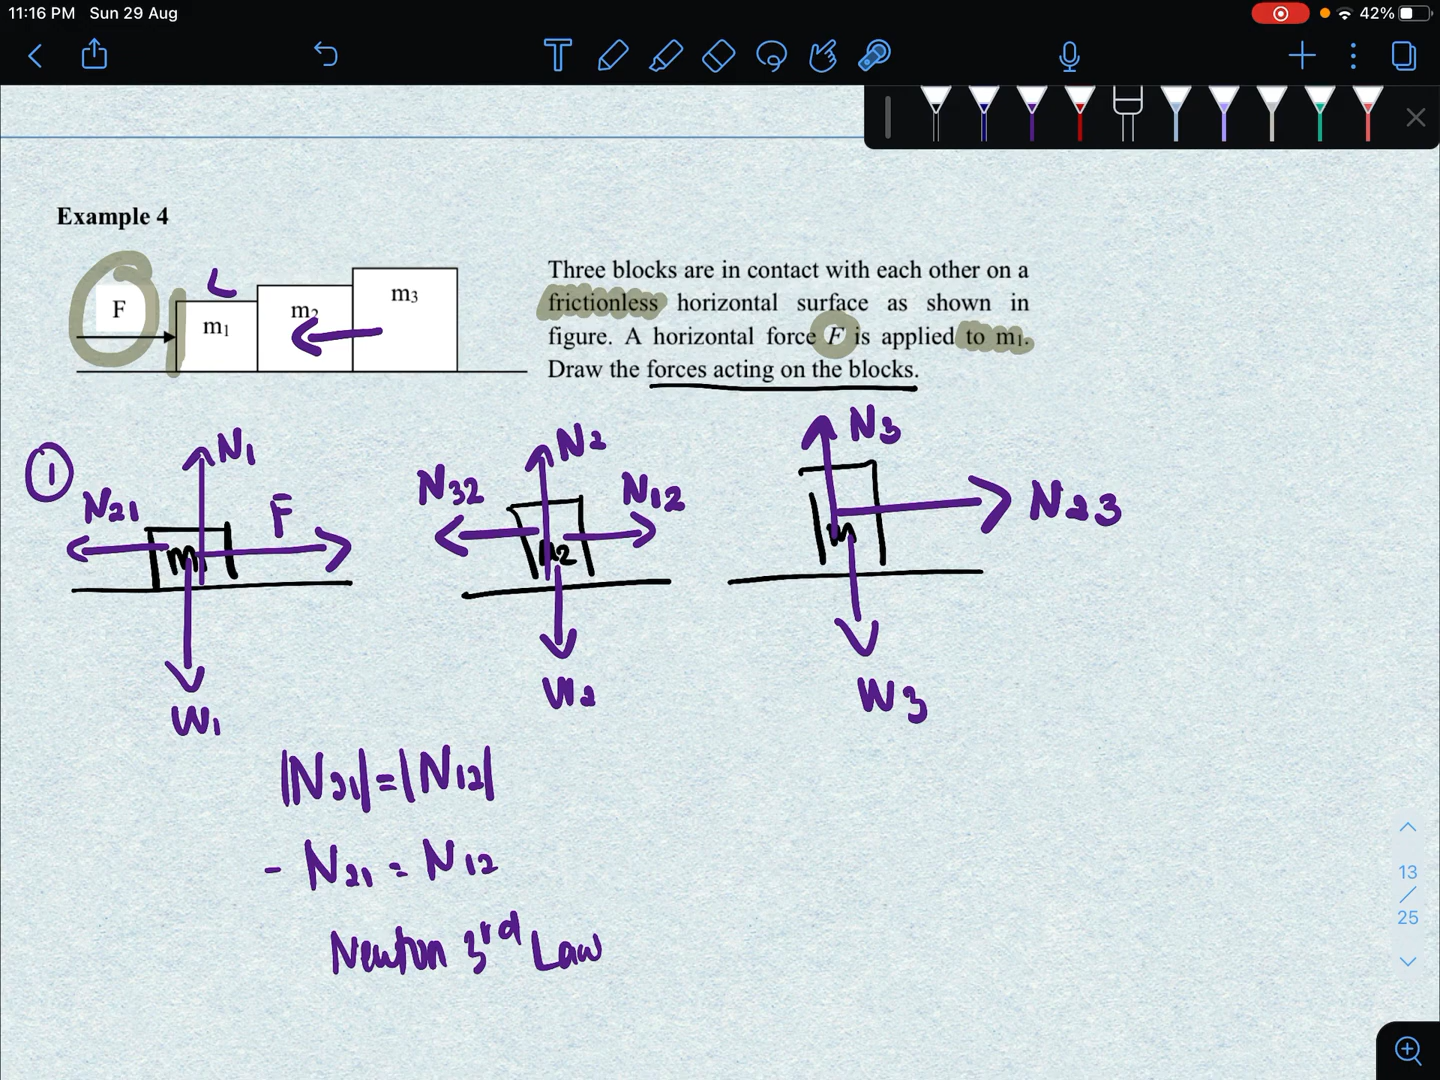 11:16 PM Sun 29 Aug
42%
Example 4
F
m1
m2
m3
Three blocks are in contact with each other on a
frictionless horizontal surface as shown in
figure. A horizontal force F is applied to m1.
Draw the forces acting on the blocks.
1
N1
N21
F
m
W1
N2
N32
N12
m2
W2
N3
N23
m
W3
|N21| = |N12|
- N21 = N12
Newton 3rd Law
13
/
25